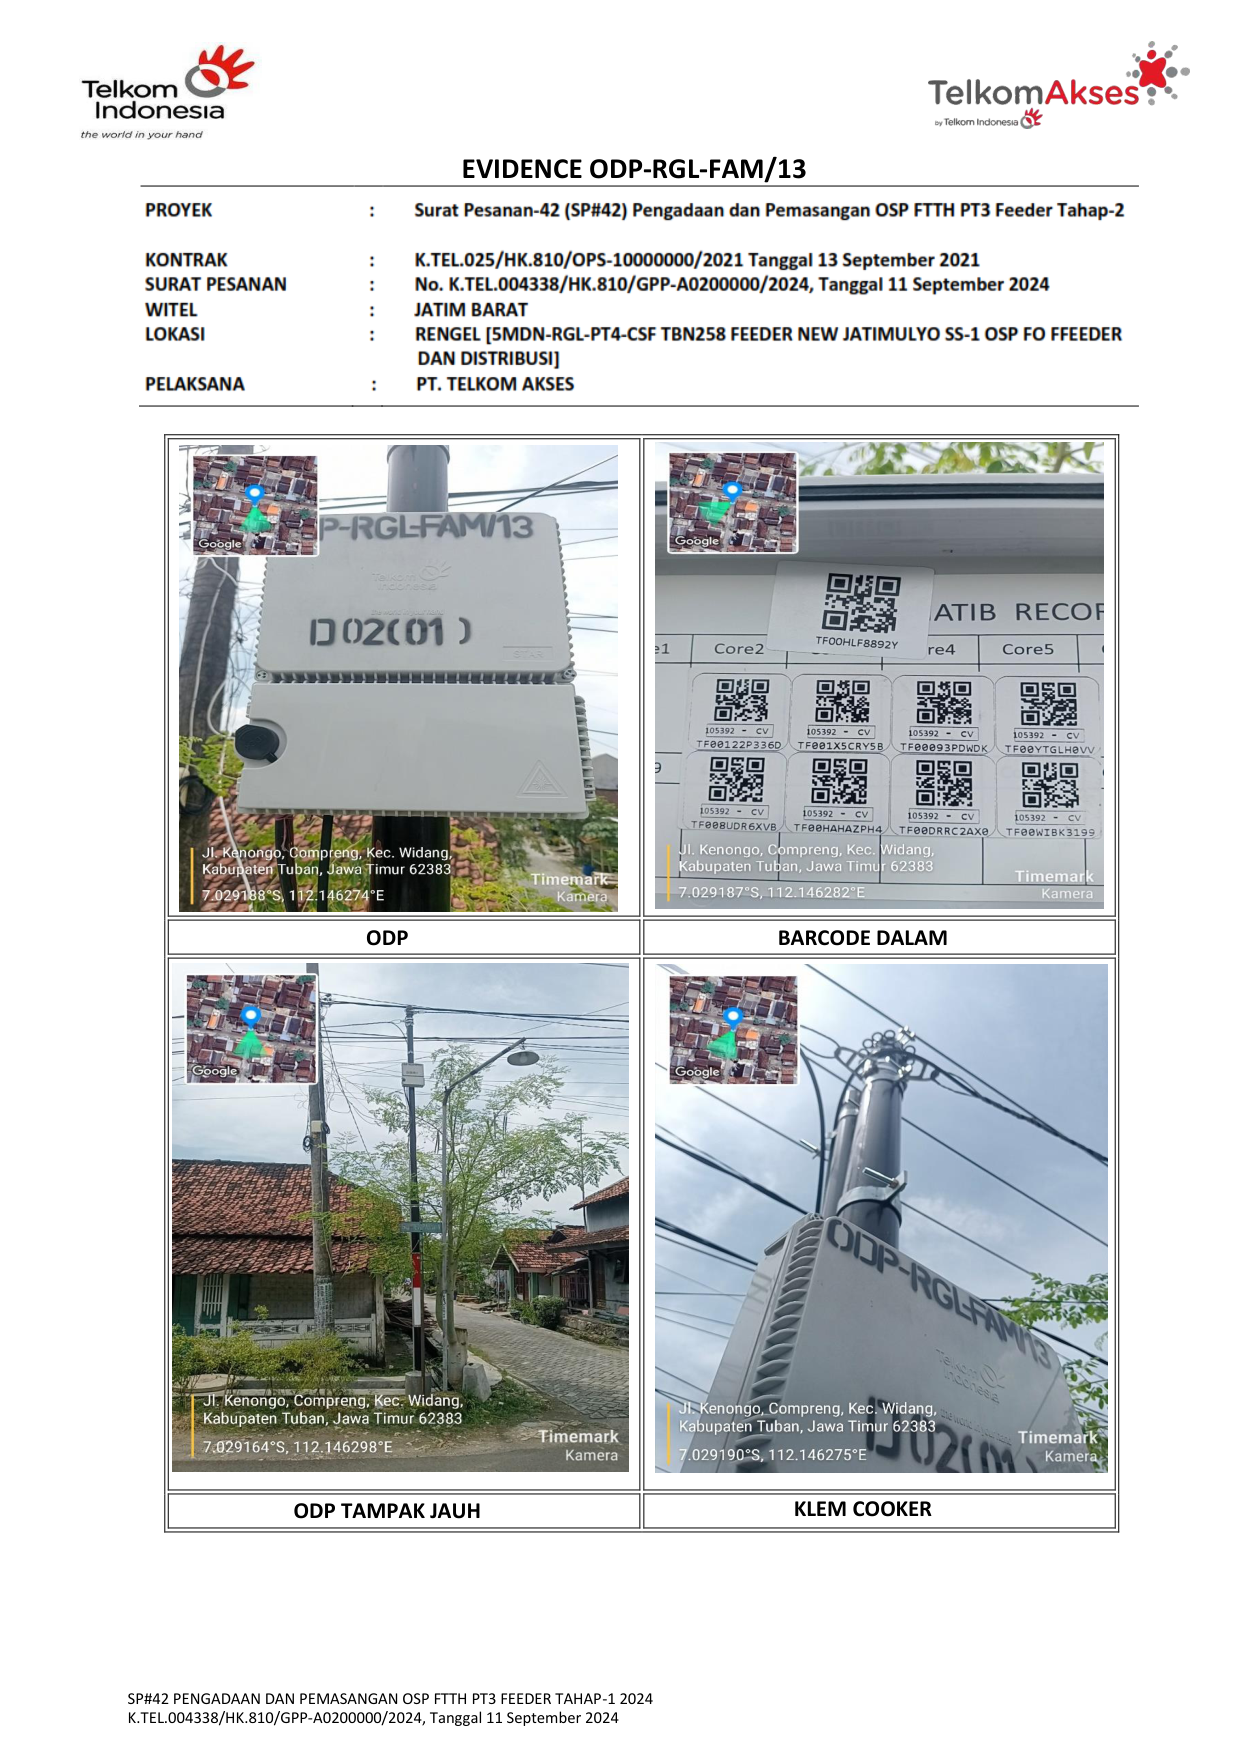 Telkom
Indonesia
the world in your hand
TelkomAkses
by Telkom Indonesia
EVIDENCE ODP-RGL-FAM/13
PROYEK : Surat Pesanan-42 (SP#42) Pengadaan dan Pemasangan OSP FTTH PT3 Feeder Tahap-2
KONTRAK : K.TEL.025/HK.810/OPS-10000000/2021 Tanggal 13 September 2021
SURAT PESANAN : No. K.TEL.004338/HK.810/GPP-A0200000/2024, Tanggal 11 September 2024
WITEL : JATIM BARAT
LOKASI : RENGEL [5MDN-RGL-PT4-CSF TBN258 FEEDER NEW JATIMULYO SS-1 OSP FO FFEEDER
DAN DISTRIBUSI]
PELAKSANA : PT. TELKOM AKSES
Google
P-RGL-FAM/13
Telkom
Indonesia
D02(01)
Jl. Kenongo, Compreng, Kec. Widang,
Kabupaten Tuban, Jawa Timur 62383
7.029188°S, 112.146274°E
Timemark
Kamera
Google
TF00HLF8892Y
ATIB RECOR
e1 Core2 re4 Core5
105392 - CV 105392 - CV 105392 - CV 105392 - CV
TF00122P336D TF001X5CRY5B TF00093PDWDK TF00YTGLH0VV
9
105392 - CV 105392 - CV 105392 - CV 105392 - CV
TF008UDR6XVB TF00HAHAZPH4 TF00DRRC2AX0 TF00WIBK3199
Jl. Kenongo, Compreng, Kec. Widang,
Kabupaten Tuban, Jawa Timur 62383
7.029187°S, 112.146282°E
Timemark
Kamera
ODP
BARCODE DALAM
Google
Jl. Kenongo, Compreng, Kec. Widang,
Kabupaten Tuban, Jawa Timur 62383
7.029164°S, 112.146298°E
Timemark
Kamera
Google
ODP-RGL-FAM/13
Telkom
Indonesia
D02(01
Jl. Kenongo, Compreng, Kec. Widang,
Kabupaten Tuban, Jawa Timur 62383
7.029190°S, 112.146275°E
Timemark
Kamera
ODP TAMPAK JAUH
KLEM COOKER
SP#42 PENGADAAN DAN PEMASANGAN OSP FTTH PT3 FEEDER TAHAP-1 2024
K.TEL.004338/HK.810/GPP-A0200000/2024, Tanggal 11 September 2024